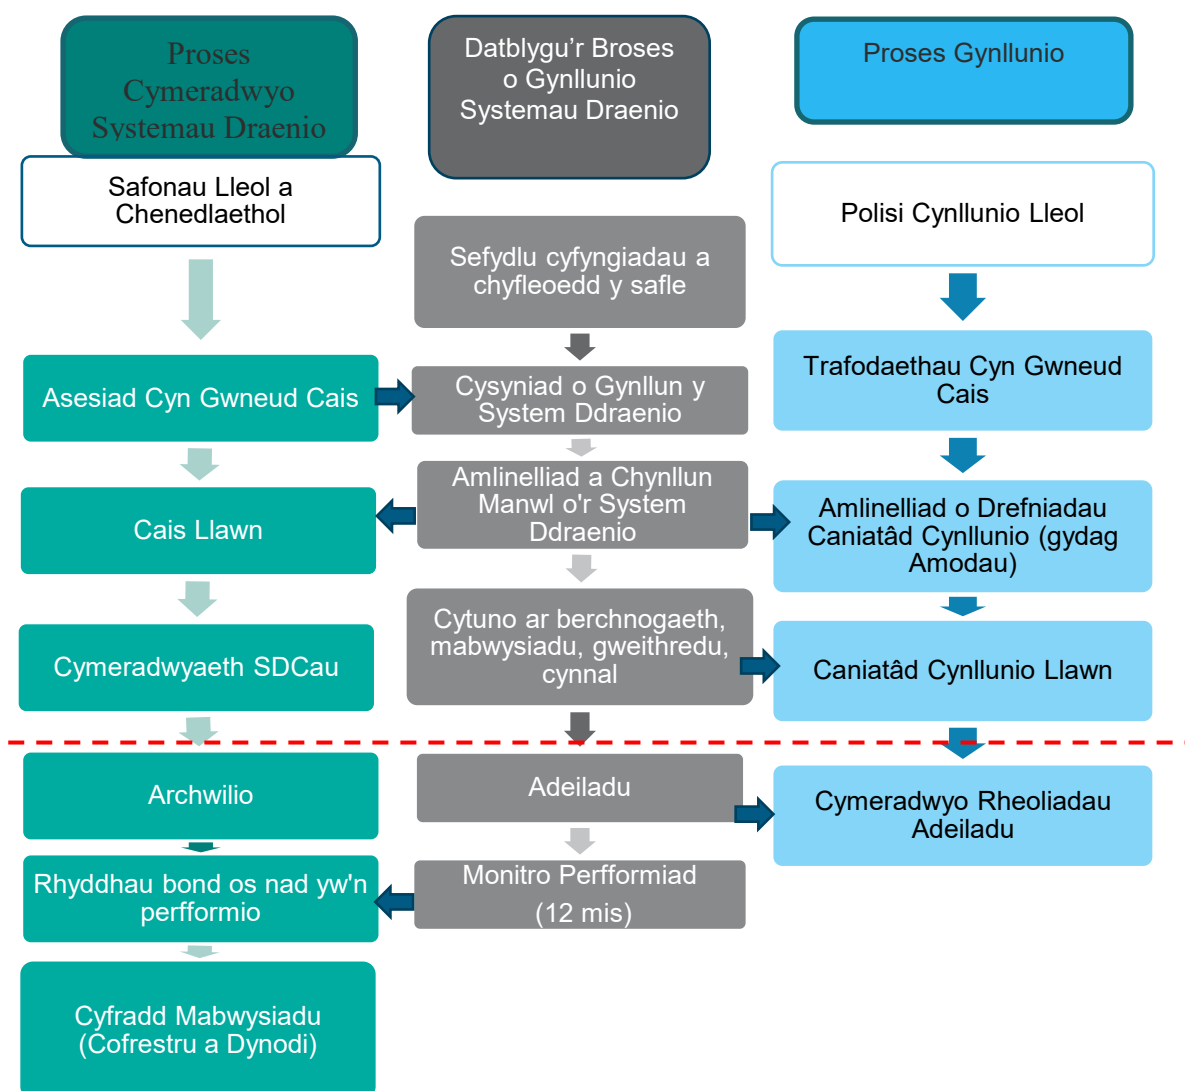 Proses
Cymeradwyo
Systemau Draenio
Safonau Lleol a
Chenedlaethol
Asesiad Cyn Gwneud Cais
Cais Llawn
Cymeradwyaeth SDCau
Archwilio
Rhyddhau bond os nad yw'n
perfformio
Cyfradd Mabwysiadu
(Cofrestru a Dynodi)
Datblygu’r Broses
o Gynllunio
Systemau Draenio
Sefydlu cyfyngiadau a
chyfleoedd y safle
Cysyniad o Gynllun y
System Ddraenio
Amlinelliad a Chynllun
Manwl o'r System
Ddraenio
Cytuno ar berchnogaeth,
mabwysiadu, gweithredu,
cynnal
Adeiladu
Monitro Perfformiad
(12 mis)
Proses Gynllunio
Polisi Cynllunio Lleol
Trafodaethau Cyn Gwneud
Cais
Amlinelliad o Drefniadau
Caniatâd Cynllunio (gydag
Amodau)
Caniatâd Cynllunio Llawn
Cymeradwyo Rheoliadau
Adeiladu